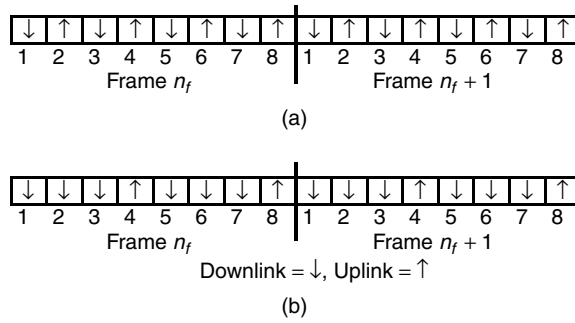 ↓ ↑ ↓ ↑ ↓ ↑ ↓ ↑ ↓ ↑ ↓ ↑ ↓ ↑ ↓ ↑
1 2 3 4 5 6 7 8 1 2 3 4 5 6 7 8
Frame n_f Frame n_f + 1
(a)
↓ ↓ ↓ ↑ ↓ ↓ ↓ ↑ ↓ ↓ ↓ ↑ ↓ ↓ ↓ ↑
1 2 3 4 5 6 7 8 1 2 3 4 5 6 7 8
Frame n_f Frame n_f + 1
Downlink = ↓, Uplink = ↑
(b)